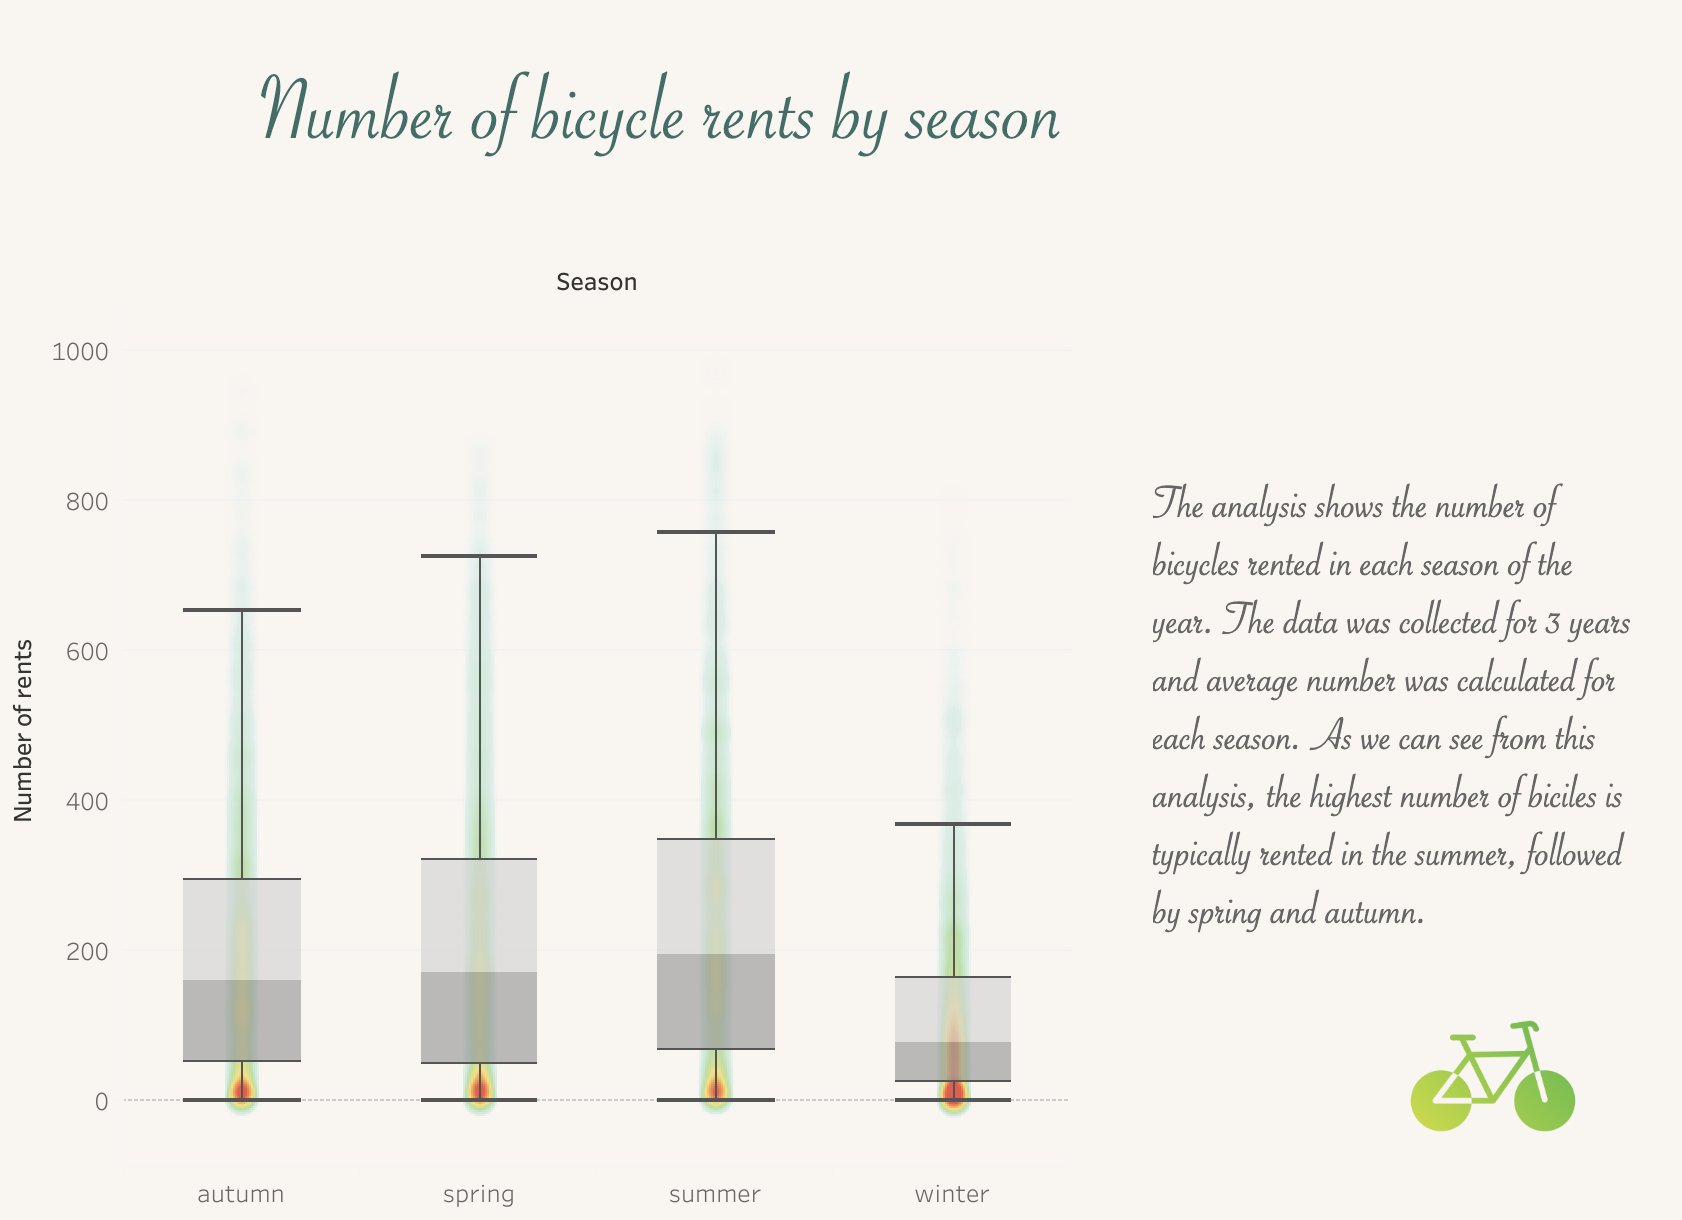 Number of bicycle rents by season
Season
1000
800
600
400
200
0
Number of rents
autumn
spring
summer
winter
The analysis shows the number of
bicycles rented in each season of the
year. The data was collected for 3 years
and average number was calculated for
each season. As we can see from this
analysis, the highest number of biciles is
typically rented in the summer, followed
by spring and autumn.